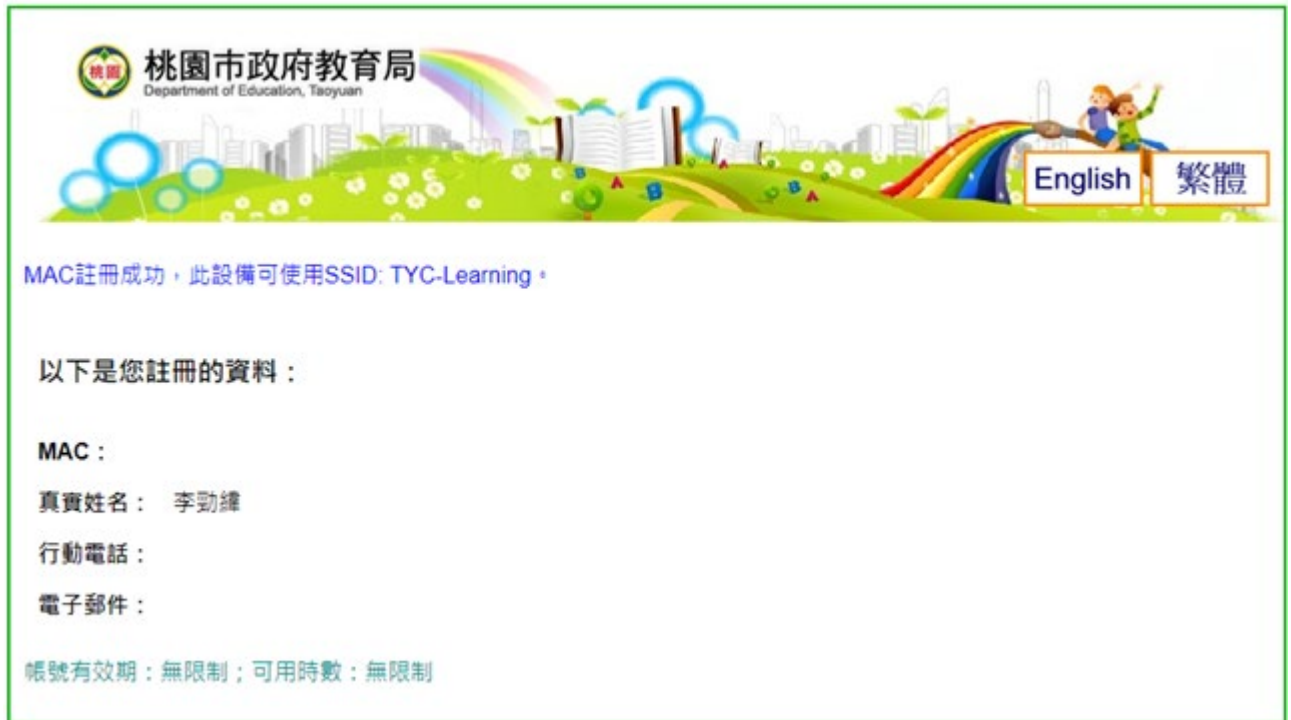 桃園市政府教育局
Department of Education, Taoyuan
English 繁體
MAC註冊成功，此設備可使用SSID: TYC-Learning。
以下是您註冊的資料：
MAC：
真實姓名： 李勁緯
行動電話：
電子郵件：
帳號有效期：無限制；可用時數：無限制